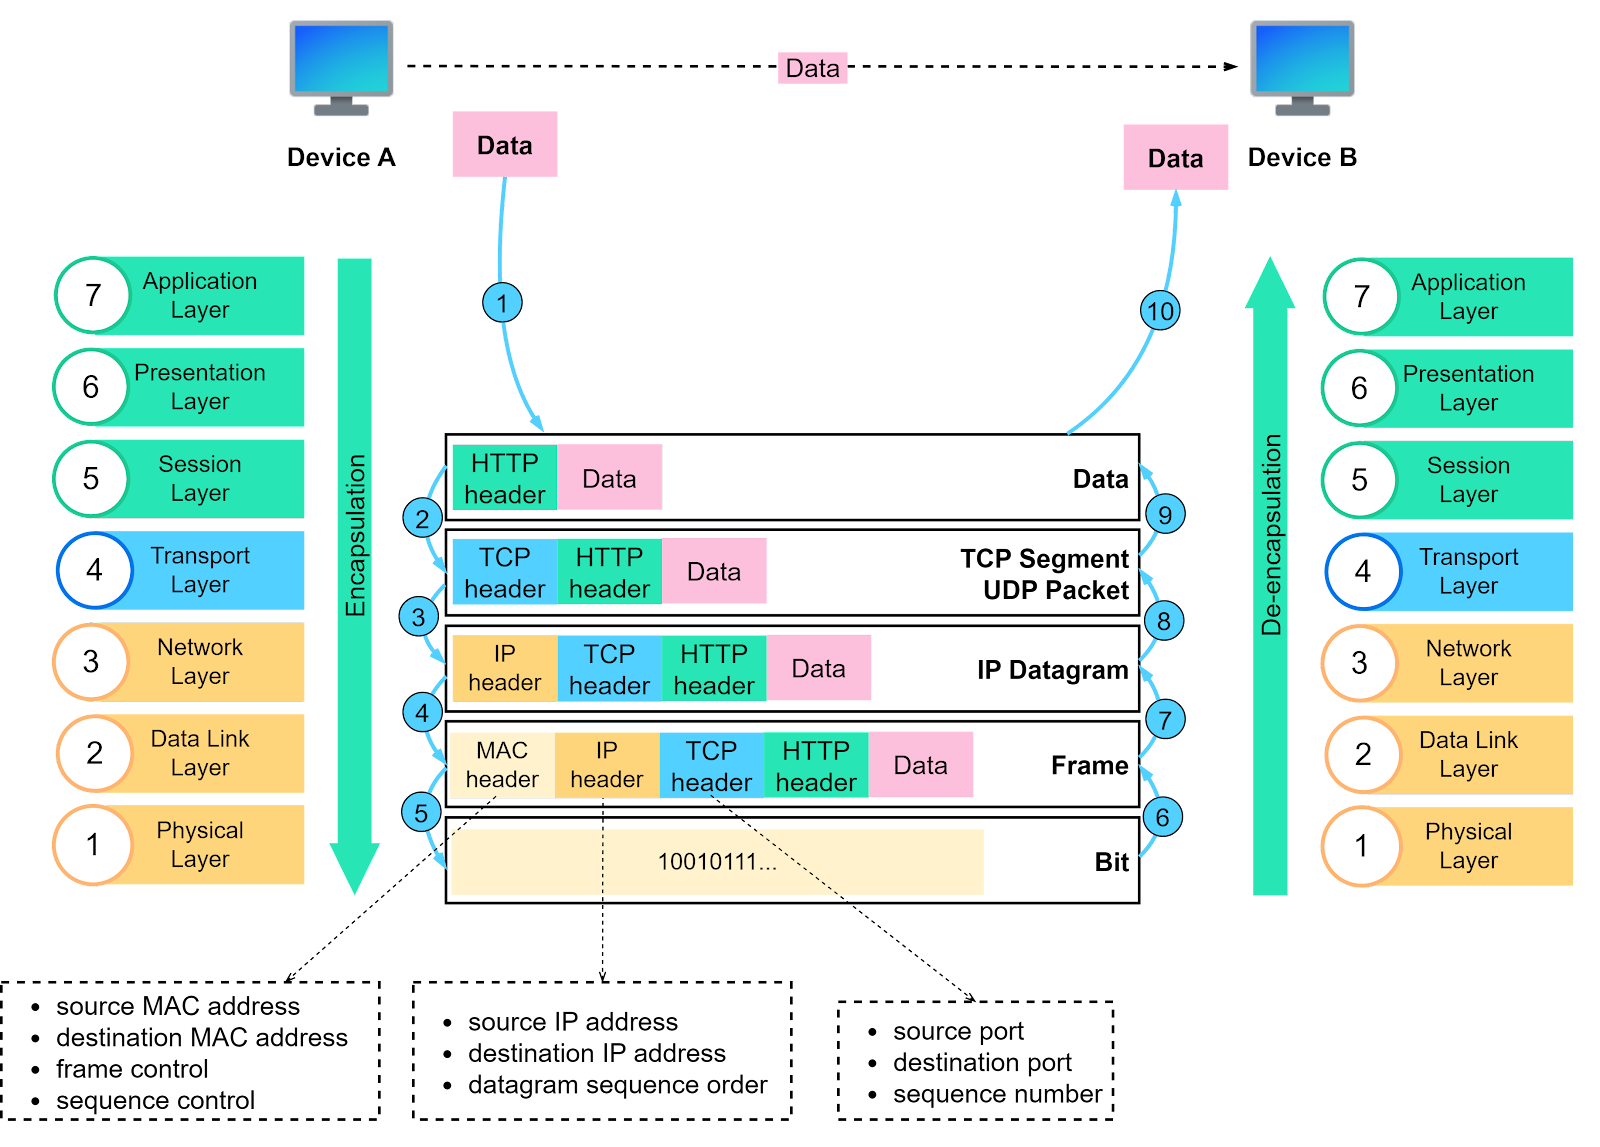 Data
Device A
Data
Data
Device B
7
Application
Layer
6
Presentation
Layer
5
Session
Layer
4
Transport
Layer
3
Network
Layer
2
Data Link
Layer
1
Physical
Layer
Encapsulation
1
2
3
4
5
HTTP
header
Data
Data
TCP
header
HTTP
header
Data
TCP Segment
UDP Packet
IP
header
TCP
header
HTTP
header
Data
IP Datagram
MAC
header
IP
header
TCP
header
HTTP
header
Data
Frame
10010111...
Bit
10
9
8
7
6
De-encapsulation
7
Application
Layer
6
Presentation
Layer
5
Session
Layer
4
Transport
Layer
3
Network
Layer
2
Data Link
Layer
1
Physical
Layer
• source MAC address
• destination MAC address
• frame control
• sequence control
• source IP address
• destination IP address
• datagram sequence order
• source port
• destination port
• sequence number